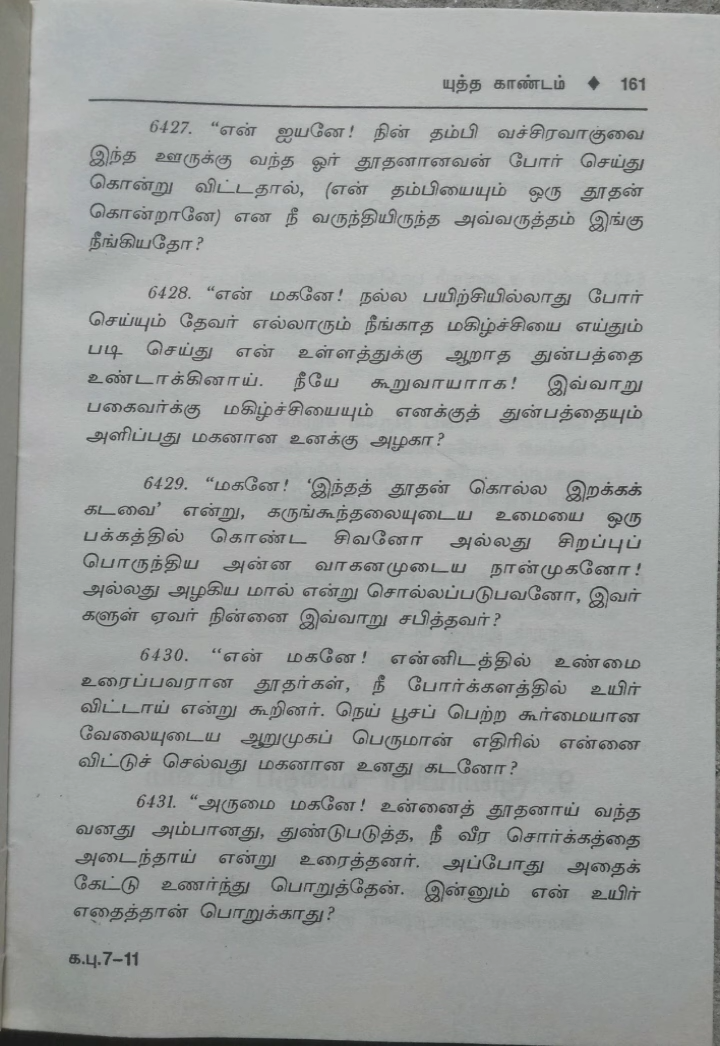 யுத்த காண்டம் ◆ 161
6427. “என் ஐயனே! நின் தம்பி வச்சிரவாகுவை
இந்த ஊருக்கு வந்த ஓர் தூதனானவன் போர் செய்து
கொன்று விட்டதால், (என் தம்பியையும் ஒரு தூதன்
கொன்றானே) என நீ வருந்தியிருந்த அவ்வருத்தம் இங்கு
நீங்கியதோ?
6428. “என் மகனே! நல்ல பயிற்சியில்லாது போர்
செய்யும் தேவர் எல்லாரும் நீங்காத மகிழ்ச்சியை எய்தும்
படி செய்து என் உள்ளத்துக்கு ஆறாத துன்பத்தை
உண்டாக்கினாய். நீயே கூறுவாயாாக! இவ்வாறு
பகைவர்க்கு மகிழ்ச்சியையும் எனக்குத் துன்பத்தையும்
அளிப்பது மகனான உனக்கு அழகா?
6429. “மகனே! ‘இந்தத் தூதன் கொல்ல இறக்கக்
கடவை’ என்று, கருங்கூந்தலையுடைய உமையை ஒரு
பக்கத்தில் கொண்ட சிவனோ அல்லது சிறப்புப்
பொருந்திய அன்ன வாகனமுடைய நான்முகனோ!
அல்லது அழகிய மால் என்று சொல்லப்படுபவனோ, இவர்
களுள் ஏவர் நின்னை இவ்வாறு சபித்தவர்?
6430. “என் மகனே! என்னிடத்தில் உண்மை
உரைப்பவரான தூதர்கள், நீ போர்க்களத்தில் உயிர்
விட்டாய் என்று கூறினர். நெய் பூசப் பெற்ற கூர்மையான
வேலையுடைய ஆறுமுகப் பெருமான் எதிரில் என்னை
விட்டுச் செல்வது மகனான உனது கடனோ?
6431. “அருமை மகனே! உன்னைத் தூதனாய் வந்த
வனது அம்பானது, துண்டுபடுத்த, நீ வீர சொர்க்கத்தை
அடைந்தாய் என்று உரைத்தனர். அப்போது அதைக்
கேட்டு உணர்ந்து பொறுத்தேன். இன்னும் என் உயிர்
எதைத்தான் பொறுக்காது?
க.பு.7–11